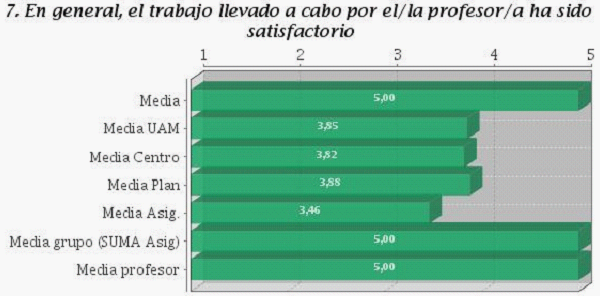 7. En general, el trabajo llevado a cabo por el/la profesor/a ha sido
satisfactorio
1 2 3 4 5
Media 5,00
Media UAM 3,85
Media Centro 3,82
Media Plan 3,88
Media Asig. 3,46
Media grupo (SUMA Asig) 5,00
Media profesor 5,00